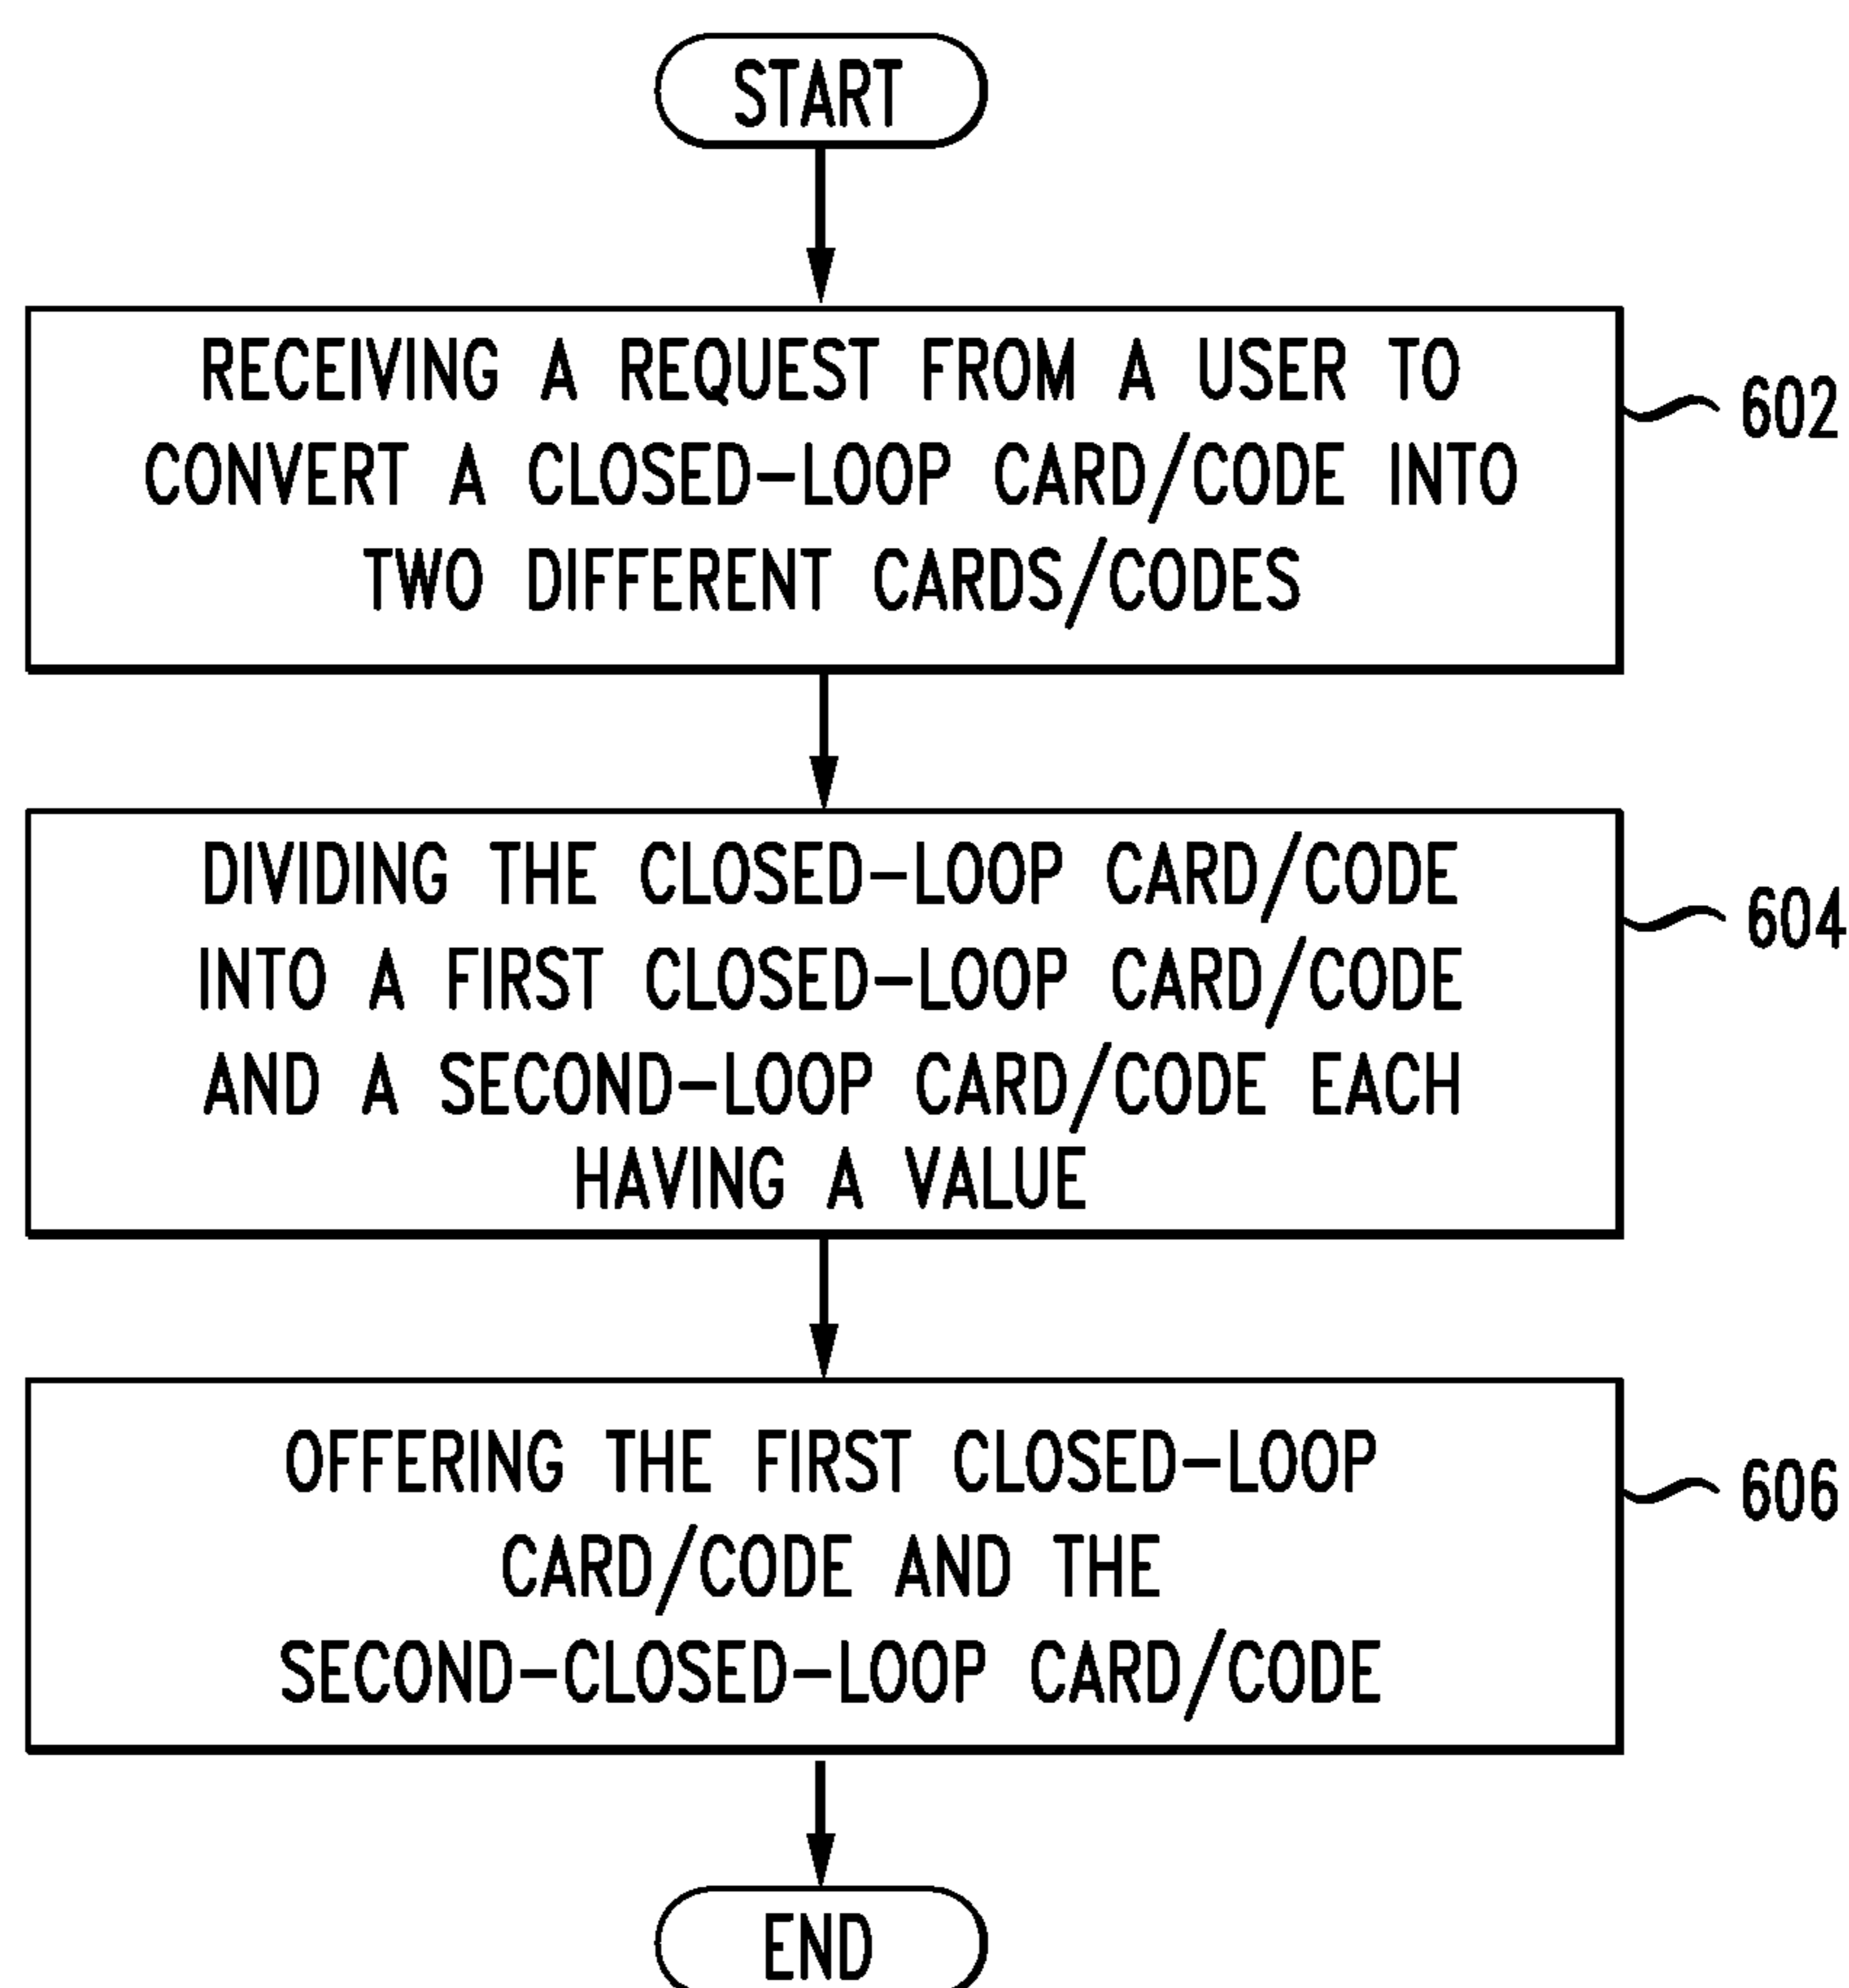 START
RECEIVING A REQUEST FROM A USER TO
CONVERT A CLOSED-LOOP CARD/CODE INTO
TWO DIFFERENT CARDS/CODES
602
DIVIDING THE CLOSED-LOOP CARD/CODE
INTO A FIRST CLOSED-LOOP CARD/CODE
AND A SECOND-LOOP CARD/CODE EACH
HAVING A VALUE
604
OFFERING THE FIRST CLOSED-LOOP
CARD/CODE AND THE
SECOND-CLOSED-LOOP CARD/CODE
606
END